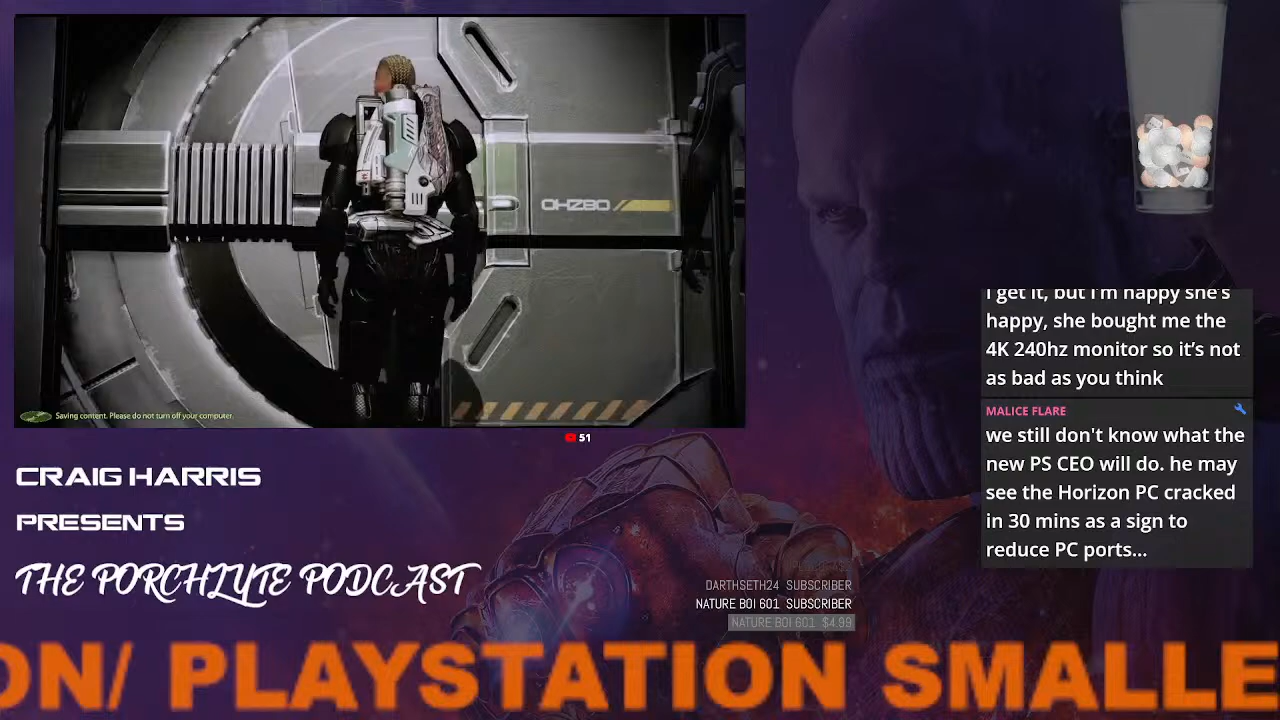 OHZ80
Saving content. Please do not turn off your computer.
51
CRAIG HARRIS
PRESENTS
THE PORCHLYTE PODCAST
I get it, but I'm happy she's
happy, she bought me the
4K 240hz monitor so it’s not
as bad as you think
MALICE FLARE
we still don't know what the
new PS CEO will do. he may
see the Horizon PC cracked
in 30 mins as a sign to
reduce PC ports...
DARTHSETH24 SUBSCRIBER
NATURE BOI 601 SUBSCRIBER
NATURE BOI 601 $4.99
ON/ PLAYSTATION SMALLE